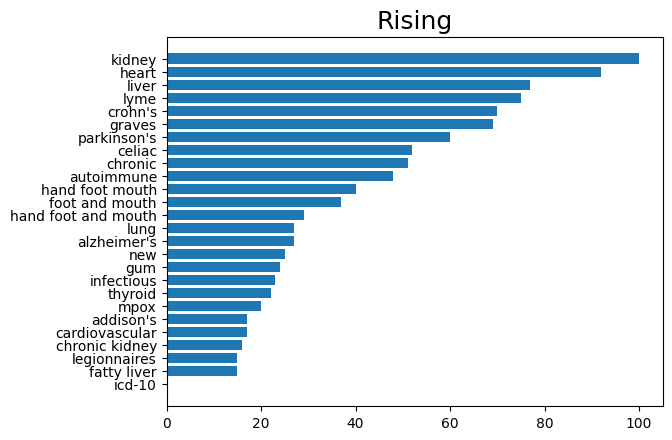 Rising
kidney
heart
liver
lyme
crohn's
graves
parkinson's
celiac
chronic
autoimmune
hand foot mouth
foot and mouth
hand foot and mouth
lung
alzheimer's
new
gum
infectious
thyroid
mpox
addison's
cardiovascular
chronic kidney
legionnaires
fatty liver
icd-10
0 20 40 60 80 100